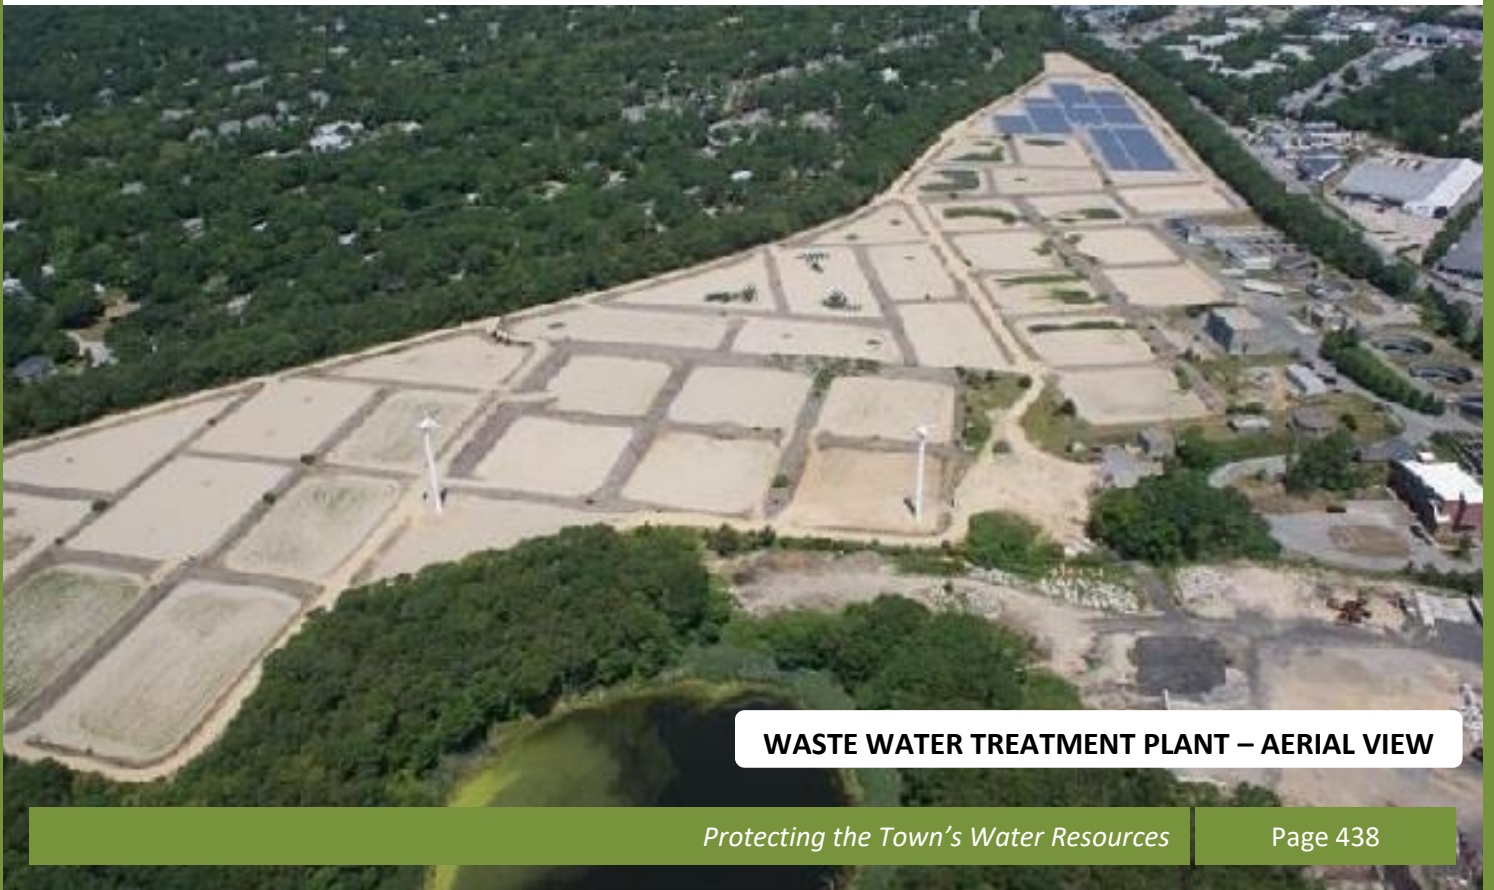 WASTE WATER TREATMENT PLANT – AERIAL VIEW
Protecting the Town’s Water Resources
Page 438